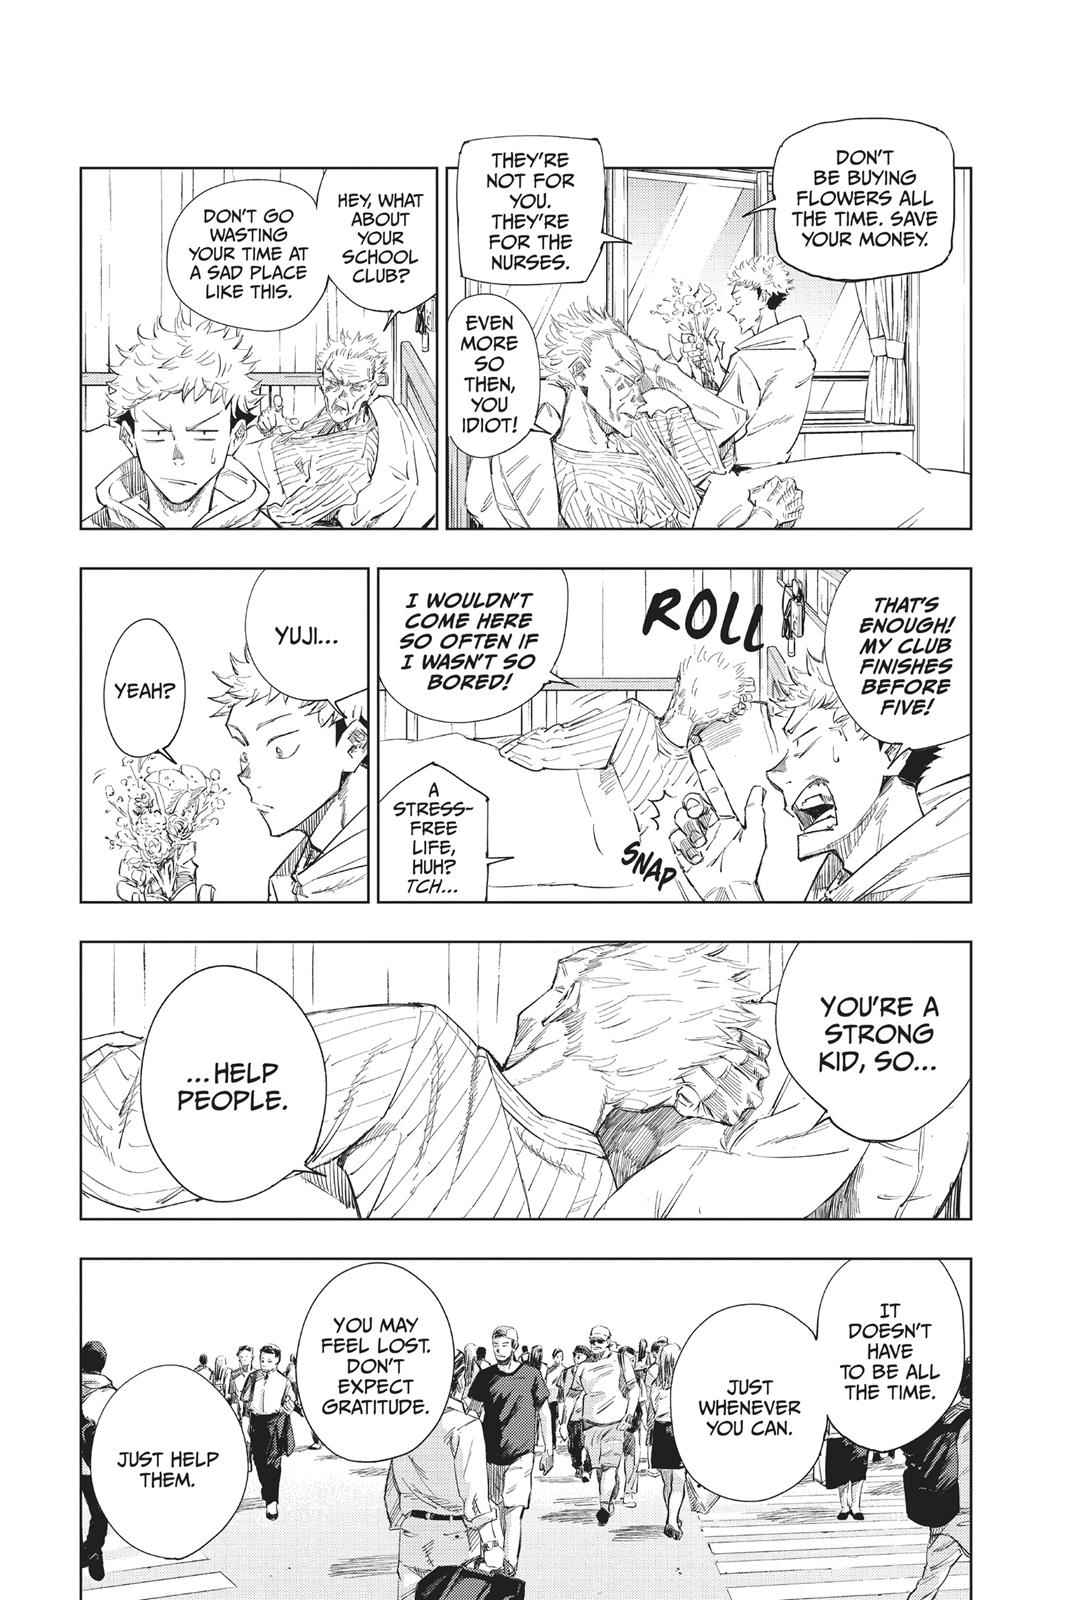 DON'T
BE BUYING
FLOWERS ALL
THE TIME. SAVE
YOUR MONEY.
THEY'RE
NOT FOR
YOU.
THEY'RE
FOR THE
NURSES.
EVEN
MORE
SO
THEN,
YOU
IDIOT!
HEY, WHAT
ABOUT
YOUR
SCHOOL
CLUB?
DON'T GO
WASTING
YOUR TIME AT
A SAD PLACE
LIKE THIS.
THAT'S
ENOUGH!
MY CLUB
FINISHES
BEFORE
FIVE!
ROLL
I WOULDN'T
COME HERE
SO OFTEN IF
I WASN'T SO
BORED!
SNAP
A
STRESS-
FREE
LIFE,
HUH?
TCH...
YUJI...
YEAH?
YOU'RE A
STRONG
KID, SO...
...HELP
PEOPLE.
IT
DOESN'T
HAVE
TO BE ALL
THE TIME.
JUST
WHENEVER
YOU CAN.
YOU MAY
FEEL LOST.
DON'T
EXPECT
GRATITUDE.
JUST HELP
THEM.